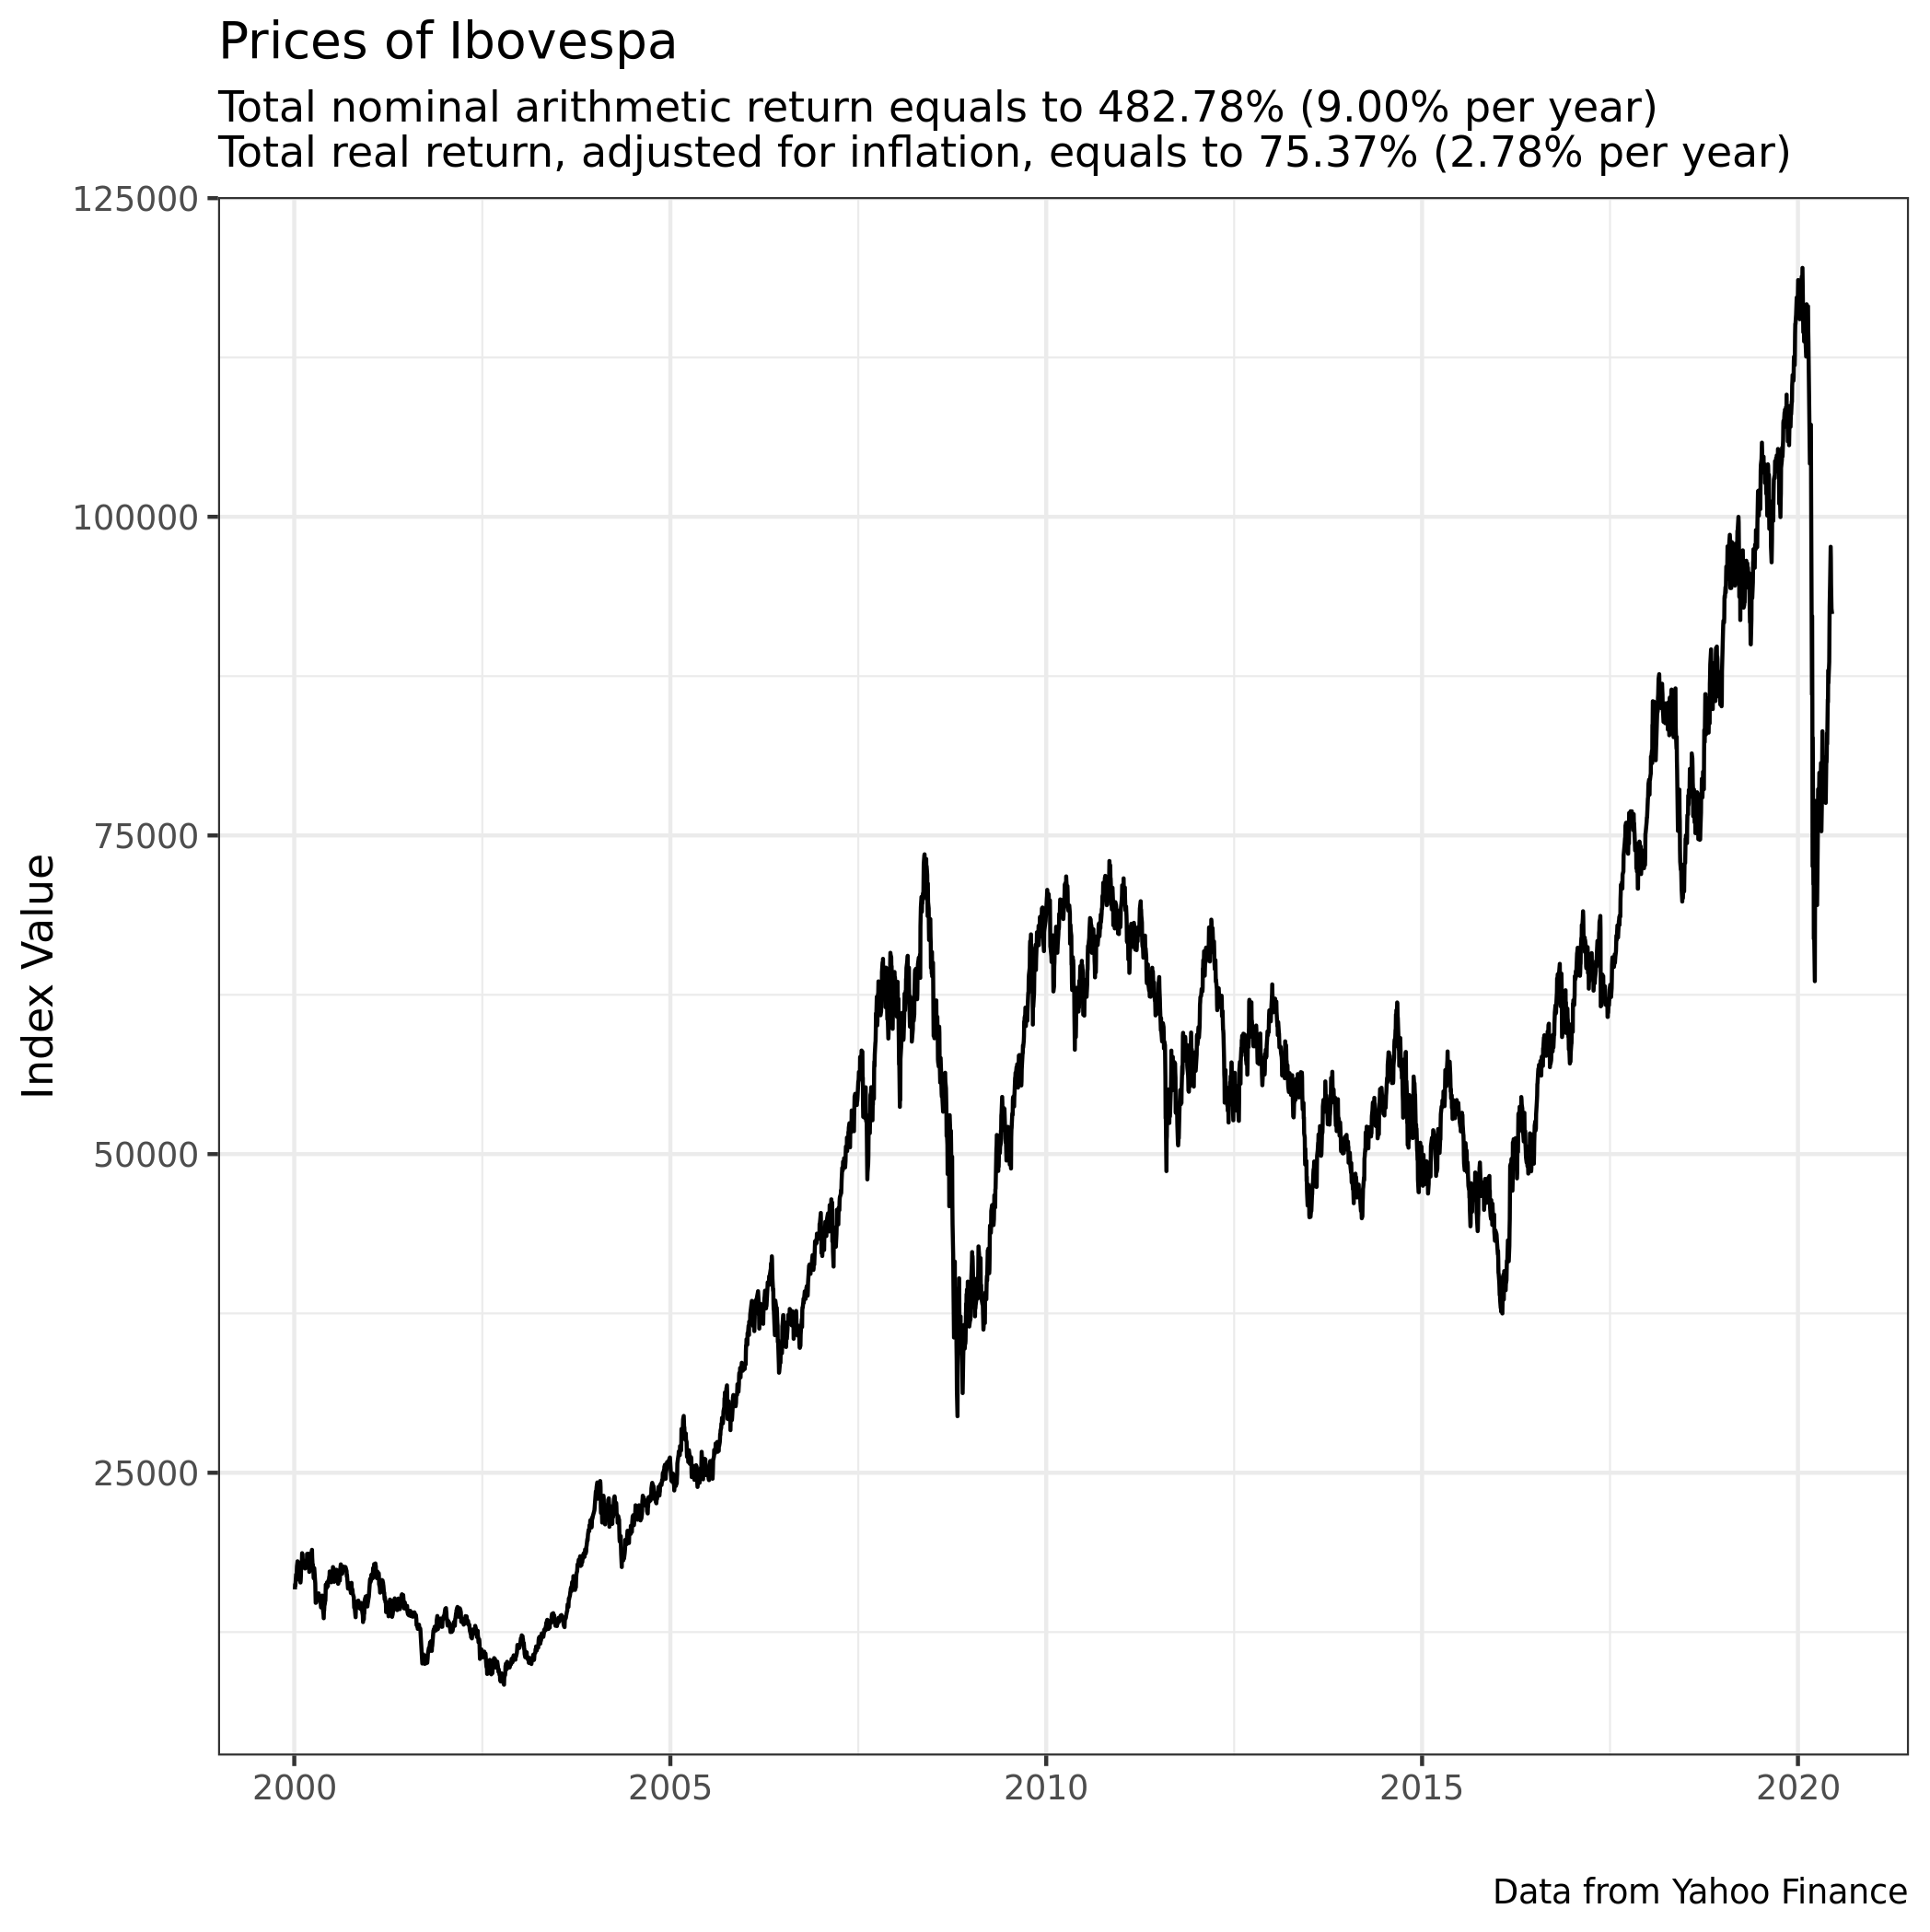 Prices of Ibovespa
Total nominal arithmetic return equals to 482.78% (9.00% per year)
Total real return, adjusted for inflation, equals to 75.37% (2.78% per year)
125000
100000
75000
50000
25000
Index Value
2000 2005 2010 2015 2020
Data from Yahoo Finance